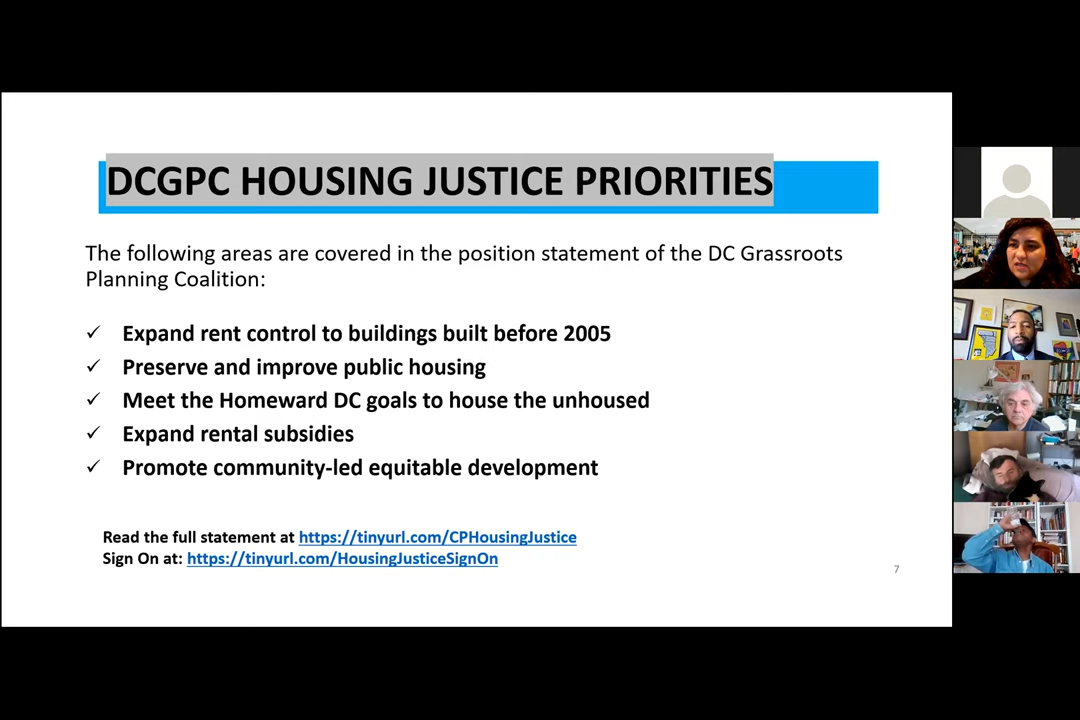 DCGPC HOUSING JUSTICE PRIORITIES
The following areas are covered in the position statement of the DC Grassroots
Planning Coalition:
✓ Expand rent control to buildings built before 2005
✓ Preserve and improve public housing
✓ Meet the Homeward DC goals to house the unhoused
✓ Expand rental subsidies
✓ Promote community-led equitable development
Read the full statement at https://tinyurl.com/CPHousingJustice
Sign On at: https://tinyurl.com/HousingJusticeSignOn
7